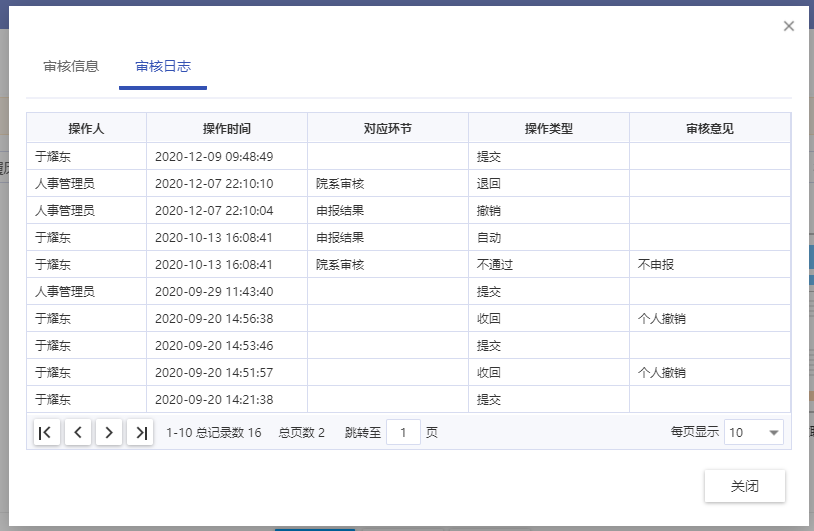 审核信息 审核日志
操作人 操作时间 对应环节 操作类型 审核意见
于耀东 2020-12-09 09:48:49 提交
人事管理员 2020-12-07 22:10:10 院系审核 退回
人事管理员 2020-12-07 22:10:04 申报结果 撤销
于耀东 2020-10-13 16:08:41 申报结果 自动
于耀东 2020-10-13 16:08:41 院系审核 不通过 不申报
人事管理员 2020-09-29 11:43:40 提交
于耀东 2020-09-20 14:56:38 收回 个人撤销
于耀东 2020-09-20 14:53:46 提交
于耀东 2020-09-20 14:51:57 收回 个人撤销
于耀东 2020-09-20 14:21:38 提交
1-10 总记录数 16 总页数 2 跳转至 1 页 每页显示 10
关闭